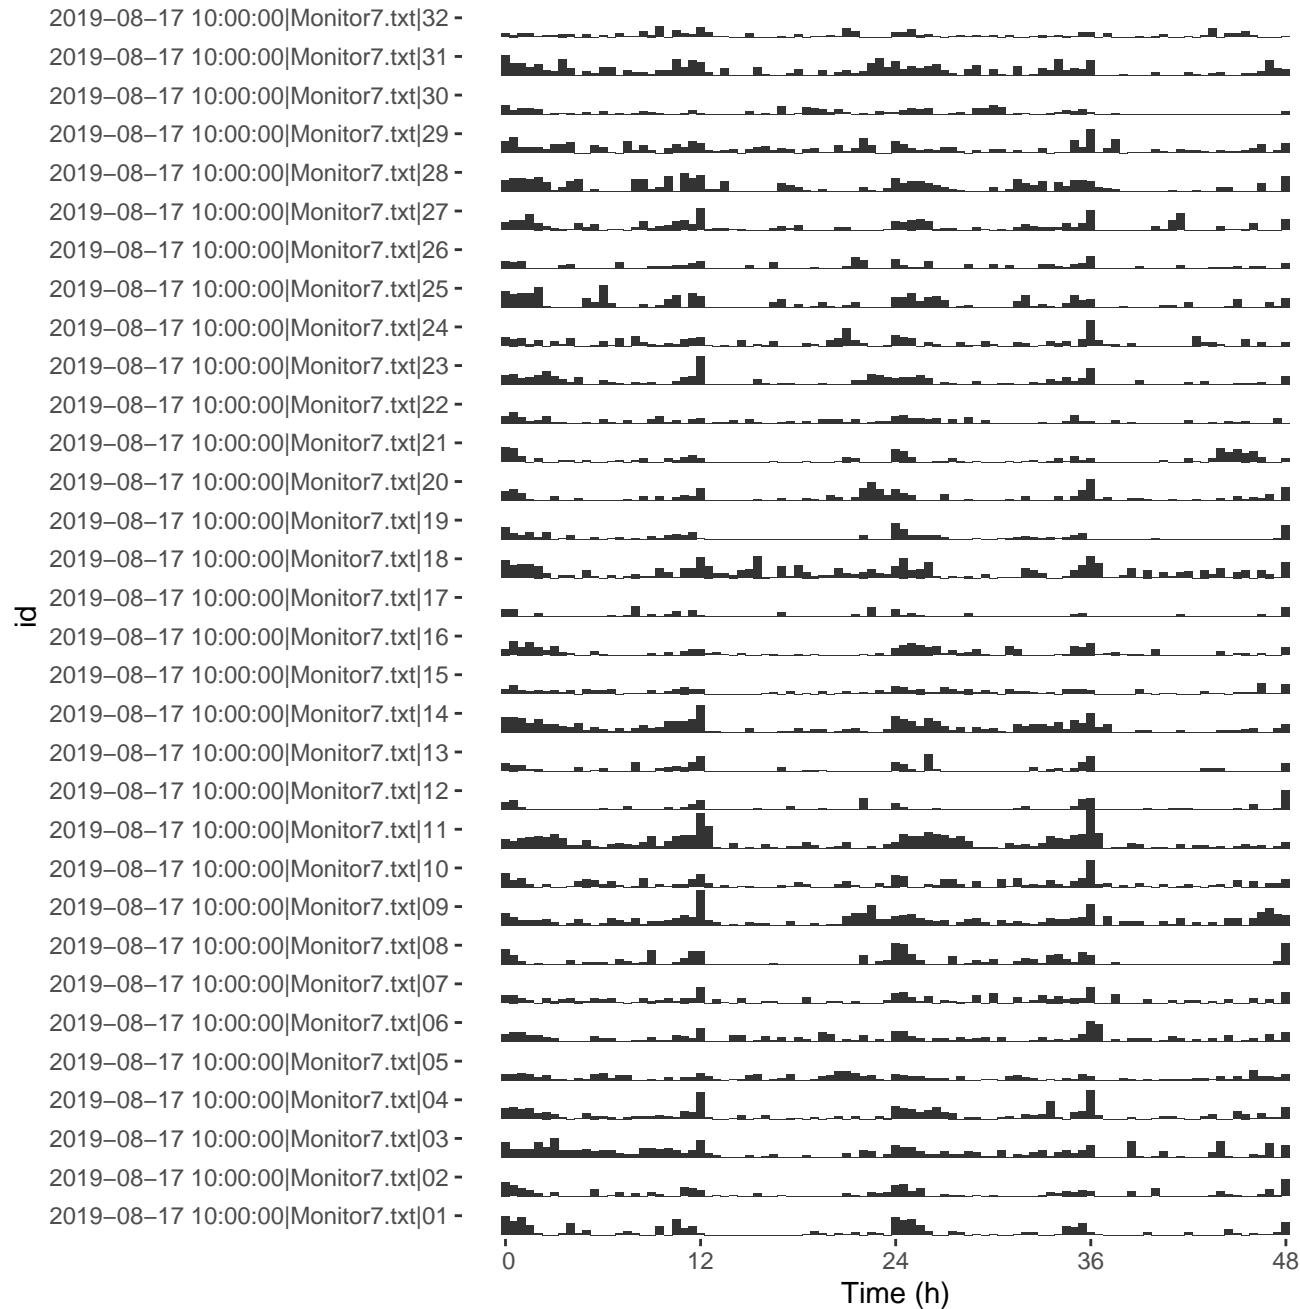 2019−08−17 10:00:00|Monitor7.txt|32
2019−08−17 10:00:00|Monitor7.txt|31
2019−08−17 10:00:00|Monitor7.txt|30
2019−08−17 10:00:00|Monitor7.txt|29
2019−08−17 10:00:00|Monitor7.txt|28
2019−08−17 10:00:00|Monitor7.txt|27
2019−08−17 10:00:00|Monitor7.txt|26
2019−08−17 10:00:00|Monitor7.txt|25
2019−08−17 10:00:00|Monitor7.txt|24
2019−08−17 10:00:00|Monitor7.txt|23
2019−08−17 10:00:00|Monitor7.txt|22
2019−08−17 10:00:00|Monitor7.txt|21
2019−08−17 10:00:00|Monitor7.txt|20
2019−08−17 10:00:00|Monitor7.txt|19
2019−08−17 10:00:00|Monitor7.txt|18
2019−08−17 10:00:00|Monitor7.txt|17
id
2019−08−17 10:00:00|Monitor7.txt|16
2019−08−17 10:00:00|Monitor7.txt|15
2019−08−17 10:00:00|Monitor7.txt|14
2019−08−17 10:00:00|Monitor7.txt|13
2019−08−17 10:00:00|Monitor7.txt|12
2019−08−17 10:00:00|Monitor7.txt|11
2019−08−17 10:00:00|Monitor7.txt|10
2019−08−17 10:00:00|Monitor7.txt|09
2019−08−17 10:00:00|Monitor7.txt|08
2019−08−17 10:00:00|Monitor7.txt|07
2019−08−17 10:00:00|Monitor7.txt|06
2019−08−17 10:00:00|Monitor7.txt|05
2019−08−17 10:00:00|Monitor7.txt|04
2019−08−17 10:00:00|Monitor7.txt|03
2019−08−17 10:00:00|Monitor7.txt|02
2019−08−17 10:00:00|Monitor7.txt|01
0 12 24 36 48
Time (h)